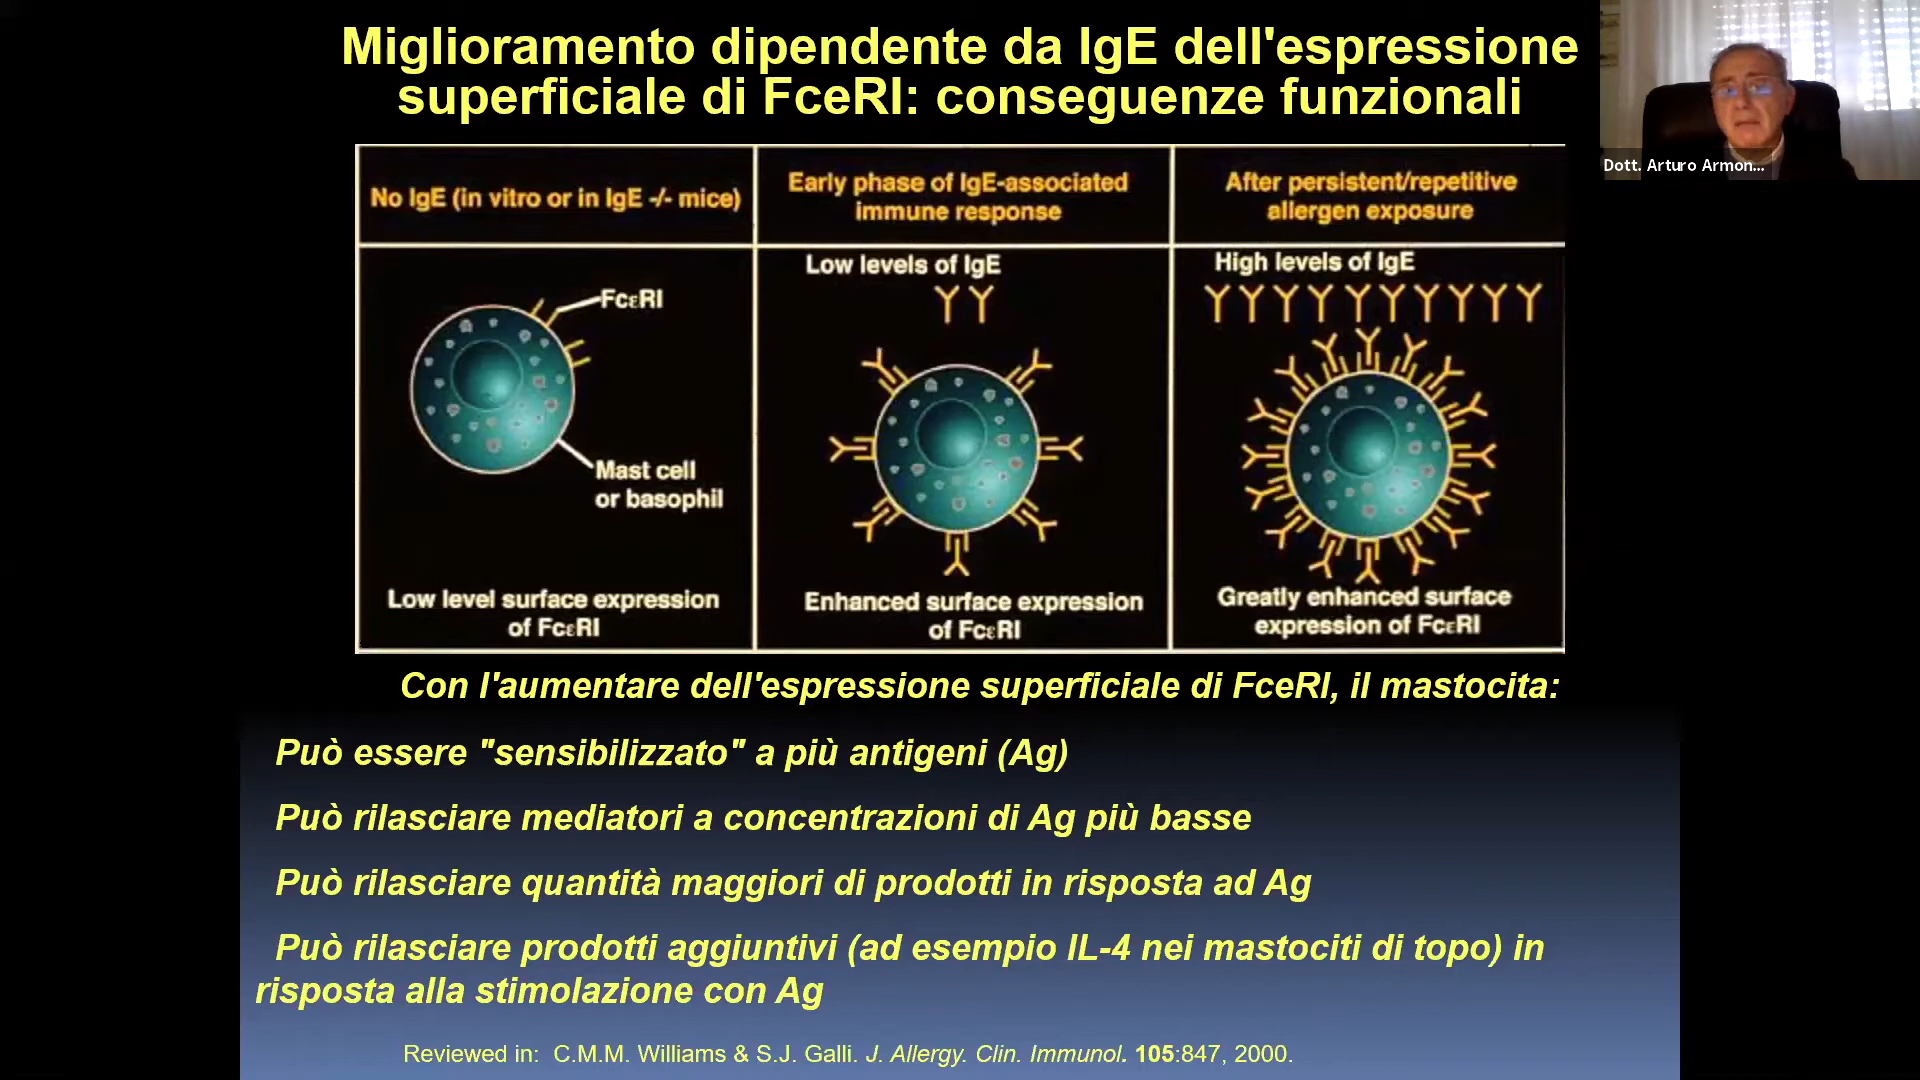 Miglioramento dipendente da IgE dell'espressione
superficiale di FceRI: conseguenze funzionali
Dott. Arturo Armon...
No IgE (in vitro or in IgE -/- mice)
Early phase of IgE-associated
immune response
After persistent/repetitive
allergen exposure
FcεRI
Mast cell
or basophil
Low level surface expression
of FcεRI
Low levels of IgE
Enhanced surface expression
of FcεRI
High levels of IgE
Greatly enhanced surface
expression of FcεRI
Con l'aumentare dell'espressione superficiale di FceRI, il mastocita:
Può essere "sensibilizzato" a più antigeni (Ag)
Può rilasciare mediatori a concentrazioni di Ag più basse
Può rilasciare quantità maggiori di prodotti in risposta ad Ag
Può rilasciare prodotti aggiuntivi (ad esempio IL-4 nei mastociti di topo) in
risposta alla stimolazione con Ag
Reviewed in: C.M.M. Williams & S.J. Galli. J. Allergy. Clin. Immunol. 105:847, 2000.